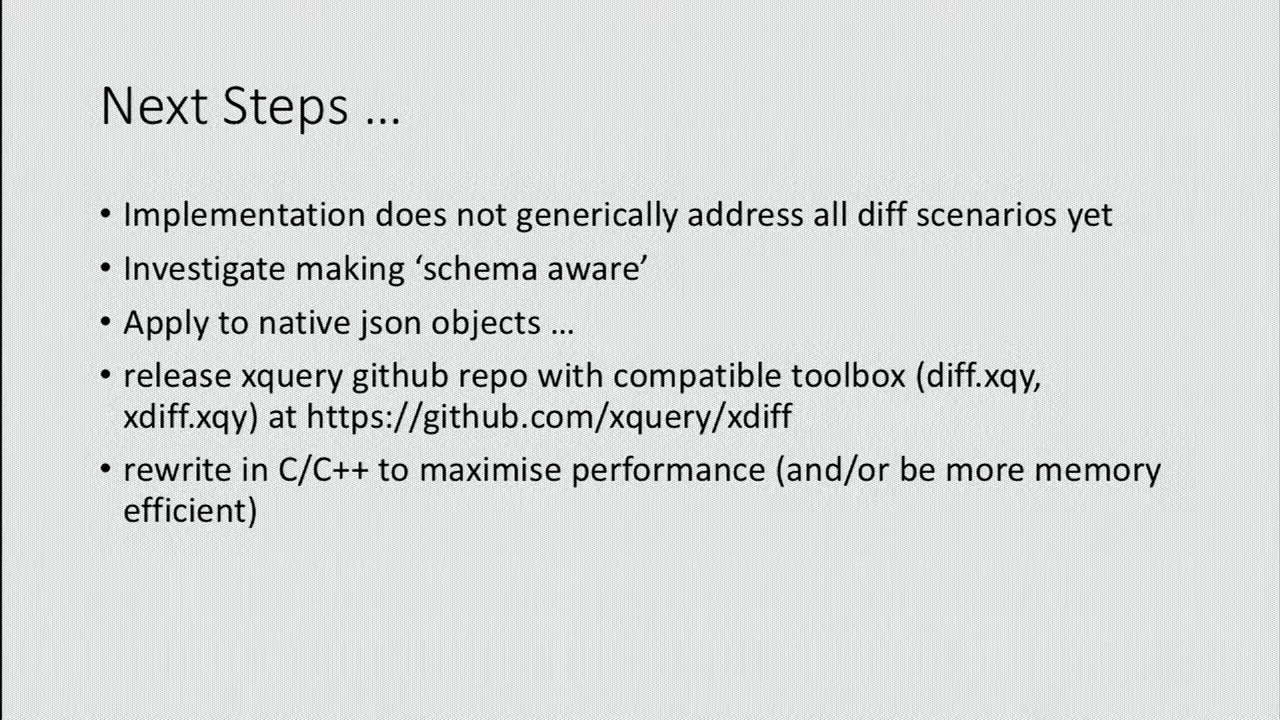 Next Steps ...
• Implementation does not generically address all diff scenarios yet
• Investigate making ‘schema aware’
• Apply to native json objects ...
• release xquery github repo with compatible toolbox (diff.xqy,
xdiff.xqy) at https://github.com/xquery/xdiff
• rewrite in C/C++ to maximise performance (and/or be more memory
efficient)